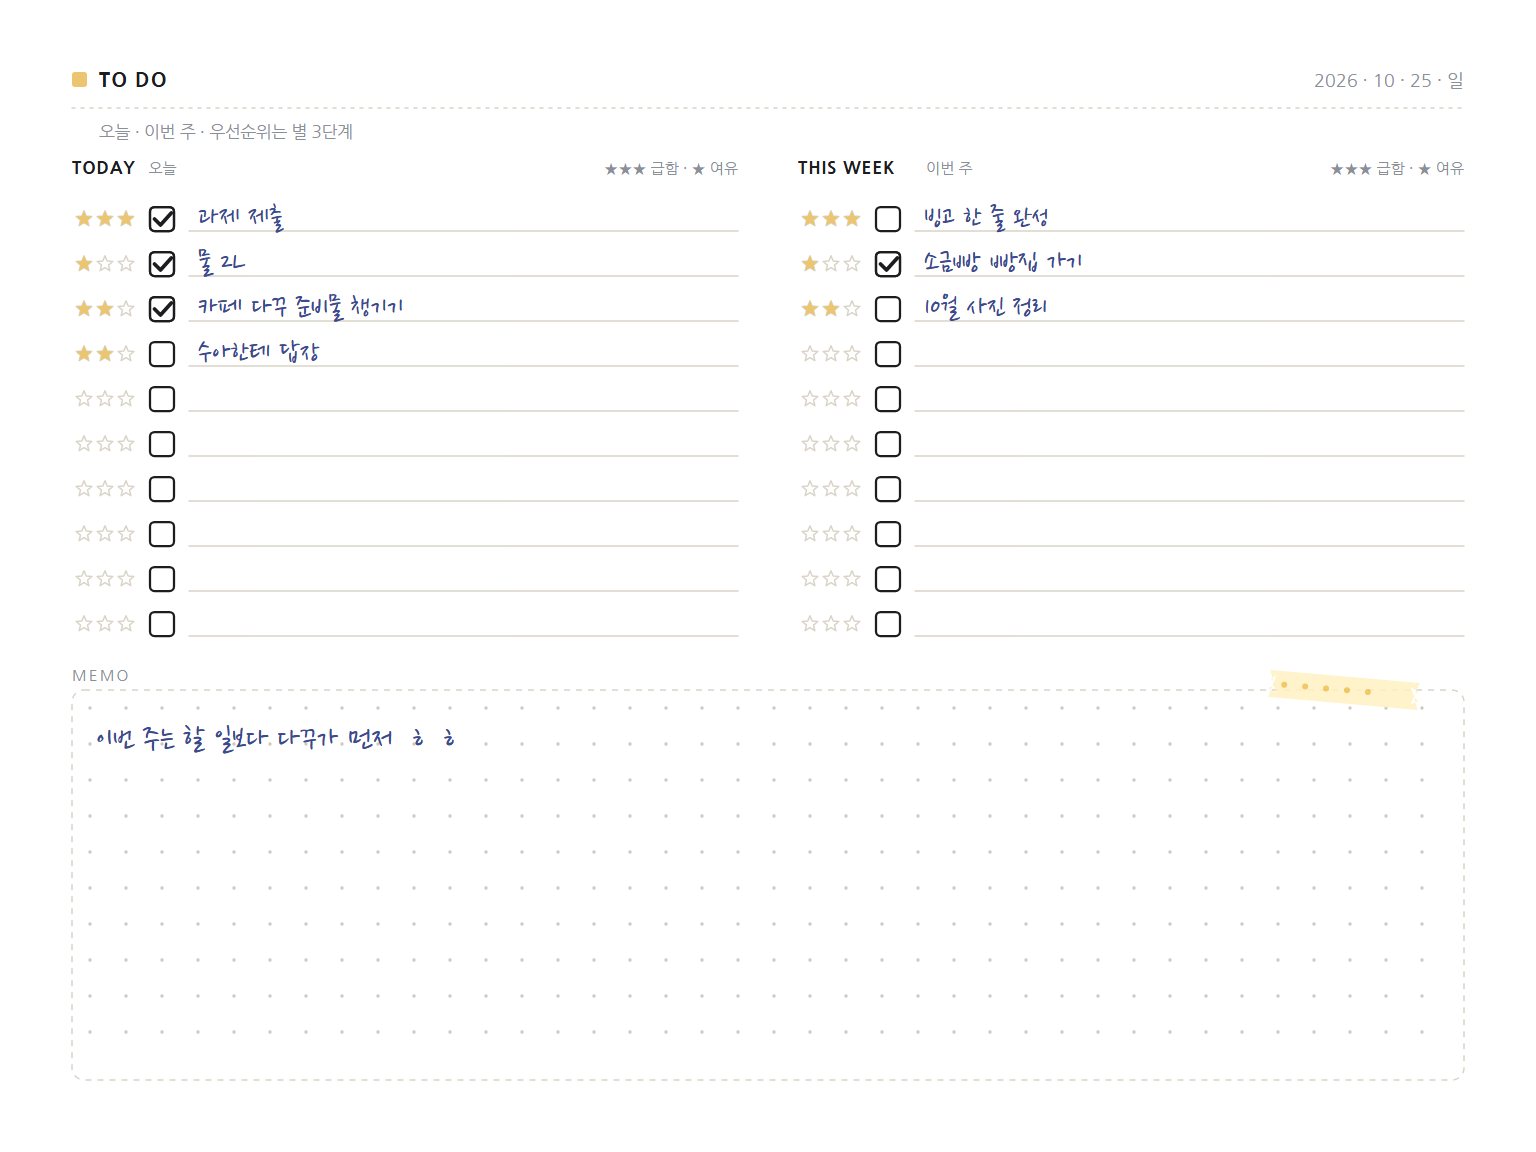 TO DO
2026 · 10 · 25 · 일
오늘 · 이번 주 · 우선순위는 별 3단계
TODAY 오늘 ★★★ 급함 · ★ 여유
과제 제출
물 2L
카페 다꾸 준비물 챙기기
수아한테 답장
THIS WEEK 이번 주 ★★★ 급함 · ★ 여유
빙고 한 줄 완성
소금빵 빵집 가기
10월 사진 정리
MEMO
이번 주는 할 일보다 다꾸가 먼저 ㅎ ㅎ